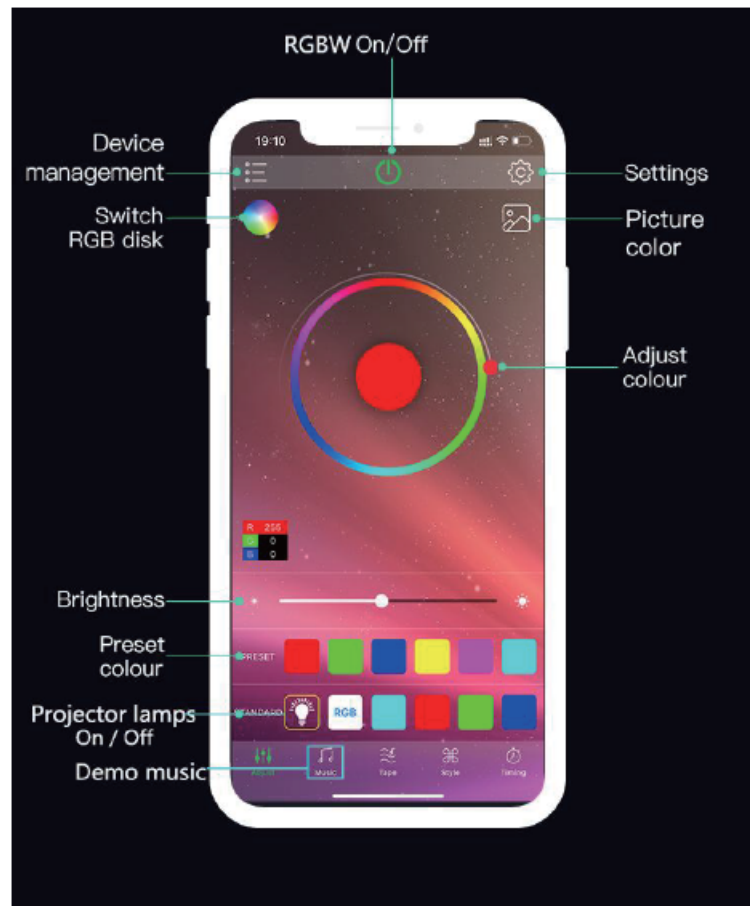 RGBW On/Off
19:10
Device
management
Settings
Switch
RGB disk
Picture
color
Adjust
colour
R 255
G 0
B 0
Brightness
Preset
colour
PRESET
Projector lamps
On / Off
STANDARD
RGB
Demo music
Adjust
Music
Tape
Style
Timing